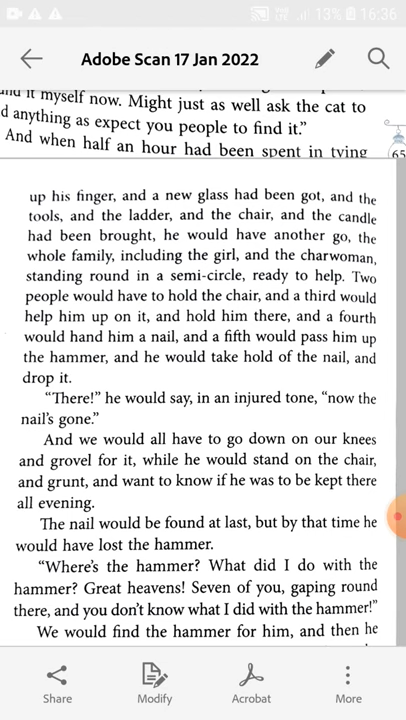 13% 16:36
Adobe Scan 17 Jan 2022
it myself now. Might just as well ask the cat to
d anything as expect you people to find it.”
And when half an hour had been spent in tying
65
up his finger, and a new glass had been got, and the
tools, and the ladder, and the chair, and the candle
had been brought, he would have another go, the
whole family, including the girl, and the charwoman,
standing round in a semi-circle, ready to help. Two
people would have to hold the chair, and a third would
help him up on it, and hold him there, and a fourth
would hand him a nail, and a fifth would pass him up
the hammer, and he would take hold of the nail, and
drop it.
“There!” he would say, in an injured tone, “now the
nail’s gone.”
And we would all have to go down on our knees
and grovel for it, while he would stand on the chair,
and grunt, and want to know if he was to be kept there
all evening.
The nail would be found at last, but by that time he
would have lost the hammer.
“Where’s the hammer? What did I do with the
hammer? Great heavens! Seven of you, gaping round
there, and you don’t know what I did with the hammer!”
We would find the hammer for him, and then he
Share Modify Acrobat More